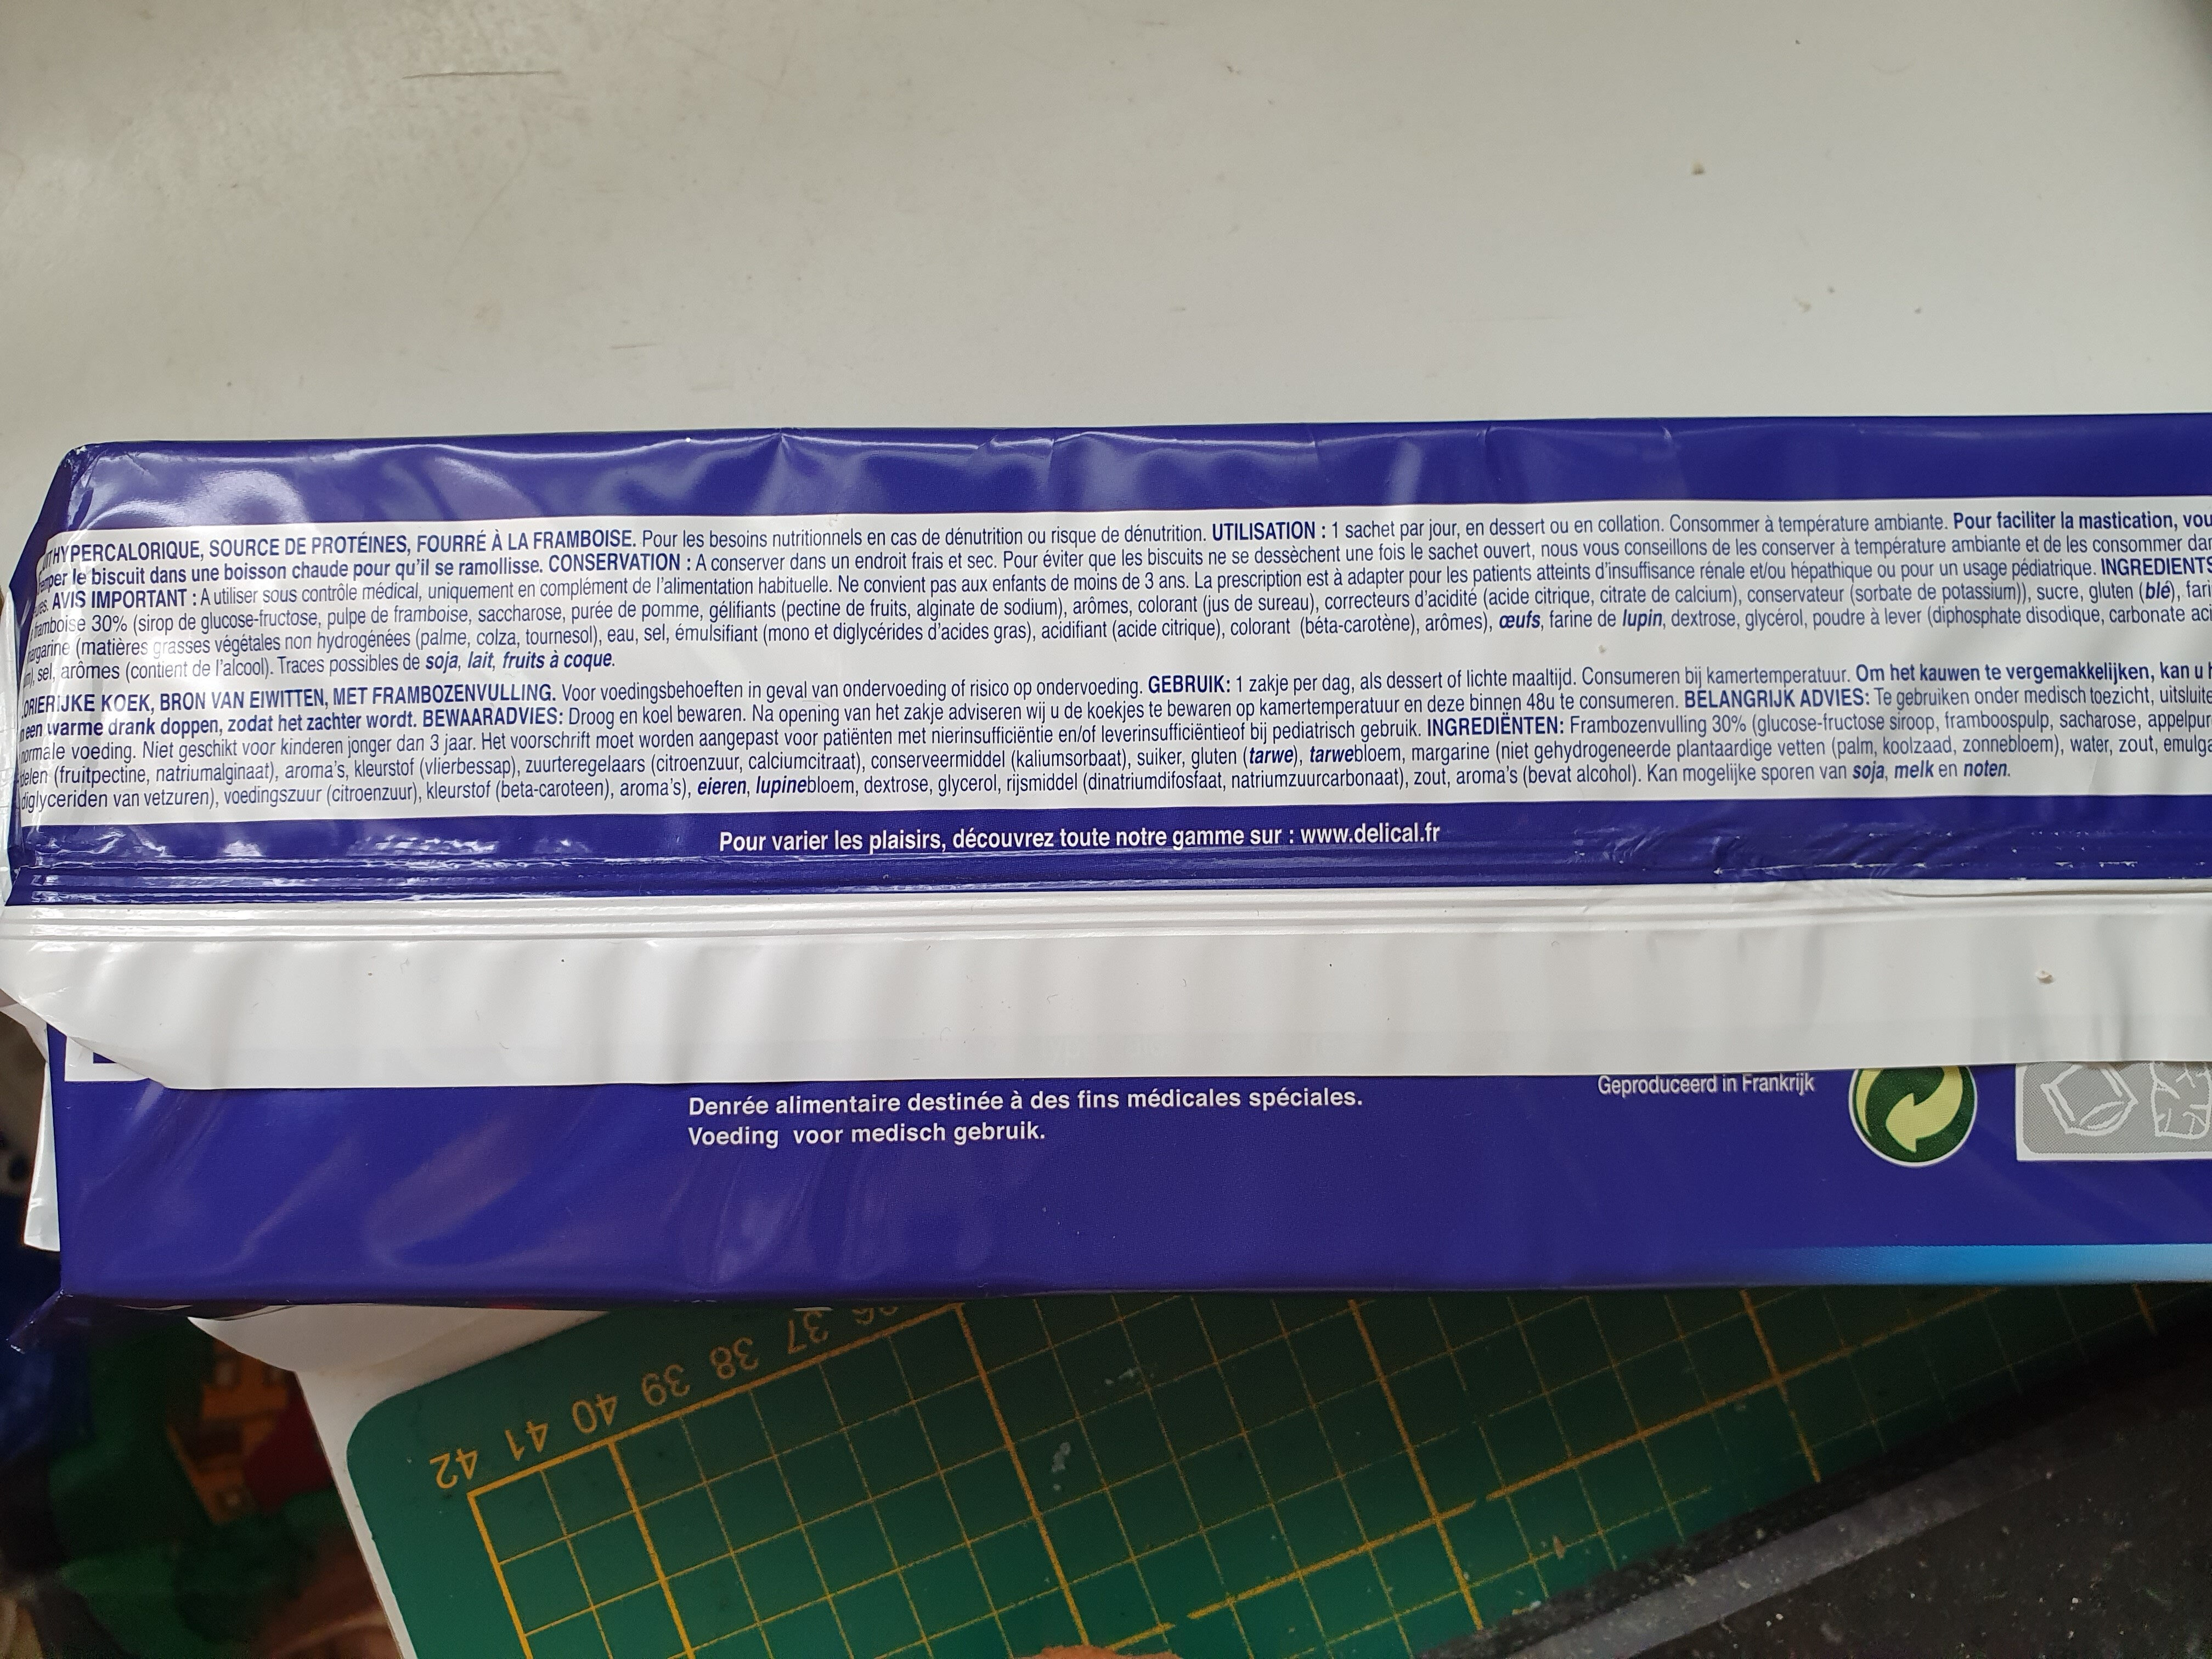 HYPERCALORIQUE, SOURCE DE PROTÉINES, FOURRÉ À LA FRAMBOISE. Pour les besoins nutritionnels en cas de dénutrition ou risque de dénutrition. UTILISATION : 1 sachet par jour, en dessert ou en collation. Consommer à température ambiante. Pour faciliter la mastication, vou
le biscuit dans une boisson chaude pour qu'il se ramollisse. CONSERVATION : A conserver dans un endroit frais et sec. Pour éviter que les biscuits ne se dessèchent une fois le sachet ouvert, nous vous conseillons de les conserver à température ambiante et de les consommer dan
AVIS IMPORTANT : A utiliser sous contrôle médical, uniquement en complément de l'alimentation habituelle. Ne convient pas aux enfants de moins de 3 ans. La prescription est à adapter pour les patients atteints d'insuffisance rénale et/ou hépathique ou pour un usage pédiatrique. INGREDIENTS
framboise 30% (sirop de glucose-fructose, pulpe de framboise, saccharose, purée de pomme, gélifiants (pectine de fruits, alginate de sodium), arômes, colorant (jus de sureau), correcteurs d'acidité (acide citrique, citrate de calcium), conservateur (sorbate de potassium)), sucre, gluten (blé), fari
margarine (matières grasses végétales non hydrogénées (palme, colza, tournesol), eau, sel, émulsifiant (mono et diglycérides d'acides gras), acidifiant (acide citrique), colorant (béta-carotène), arômes), œufs, farine de lupin, dextrose, glycérol, poudre à lever (diphosphate disodique, carbonate aci
sel, arômes (contient de l'alcool). Traces possibles de soja, lait, fruits à coque.
ORIERIJKE KOEK, BRON VAN EIWITTEN, MET FRAMBOZENVULLING. Voor voedingsbehoeften in geval van ondervoeding of risico op ondervoeding. GEBRUIK: 1 zakje per dag, als dessert of lichte maaltijd. Consumeren bij kamertemperatuur. Om het kauwen te vergemakkelijken, kan u h
een warme drank doppen, zodat het zachter wordt. BEWAARADVIES: Droog en koel bewaren. Na opening van het zakje adviseren wij u de koekjes te bewaren op kamertemperatuur en deze binnen 48u te consumeren. BELANGRIJK ADVIES: Te gebruiken onder medisch toezicht, uitsluite
normale voeding. Niet geschikt voor kinderen jonger dan 3 jaar. Het voorschrift moet worden aangepast voor patiënten met nierinsufficiëntie en/of leverinsufficiëntieof bij pediatrisch gebruik. INGREDIËNTEN: Frambozenvulling 30% (glucose-fructose siroop, framboospulp, sacharose, appelpur
delen (fruitpectine, natriumalginaat), aroma's, kleurstof (vlierbessap), zuurteregelaars (citroenzuur, calciumcitraat), conserveermiddel (kaliumsorbaat), suiker, gluten (tarwe), tarwebloem, margarine (niet gehydrogeneerde plantaardige vetten (palm, koolzaad, zonnebloem), water, zout, emulga
diglyceriden van vetzuren), voedingszuur (citroenzuur), kleurstof (beta-caroteen), aroma's), eieren, lupinebloem, dextrose, glycerol, rijsmiddel (dinatriumdifosfaat, natriumzuurcarbonaat), zout, aroma's (bevat alcohol). Kan mogelijke sporen van soja, melk en noten.
Pour varier les plaisirs, découvrez toute notre gamme sur : www.delical.fr
Geproduceerd in Frankrijk
Denrée alimentaire destinée à des fins médicales spéciales.
Voeding voor medisch gebruik.
42 41 40 39 38 37 36